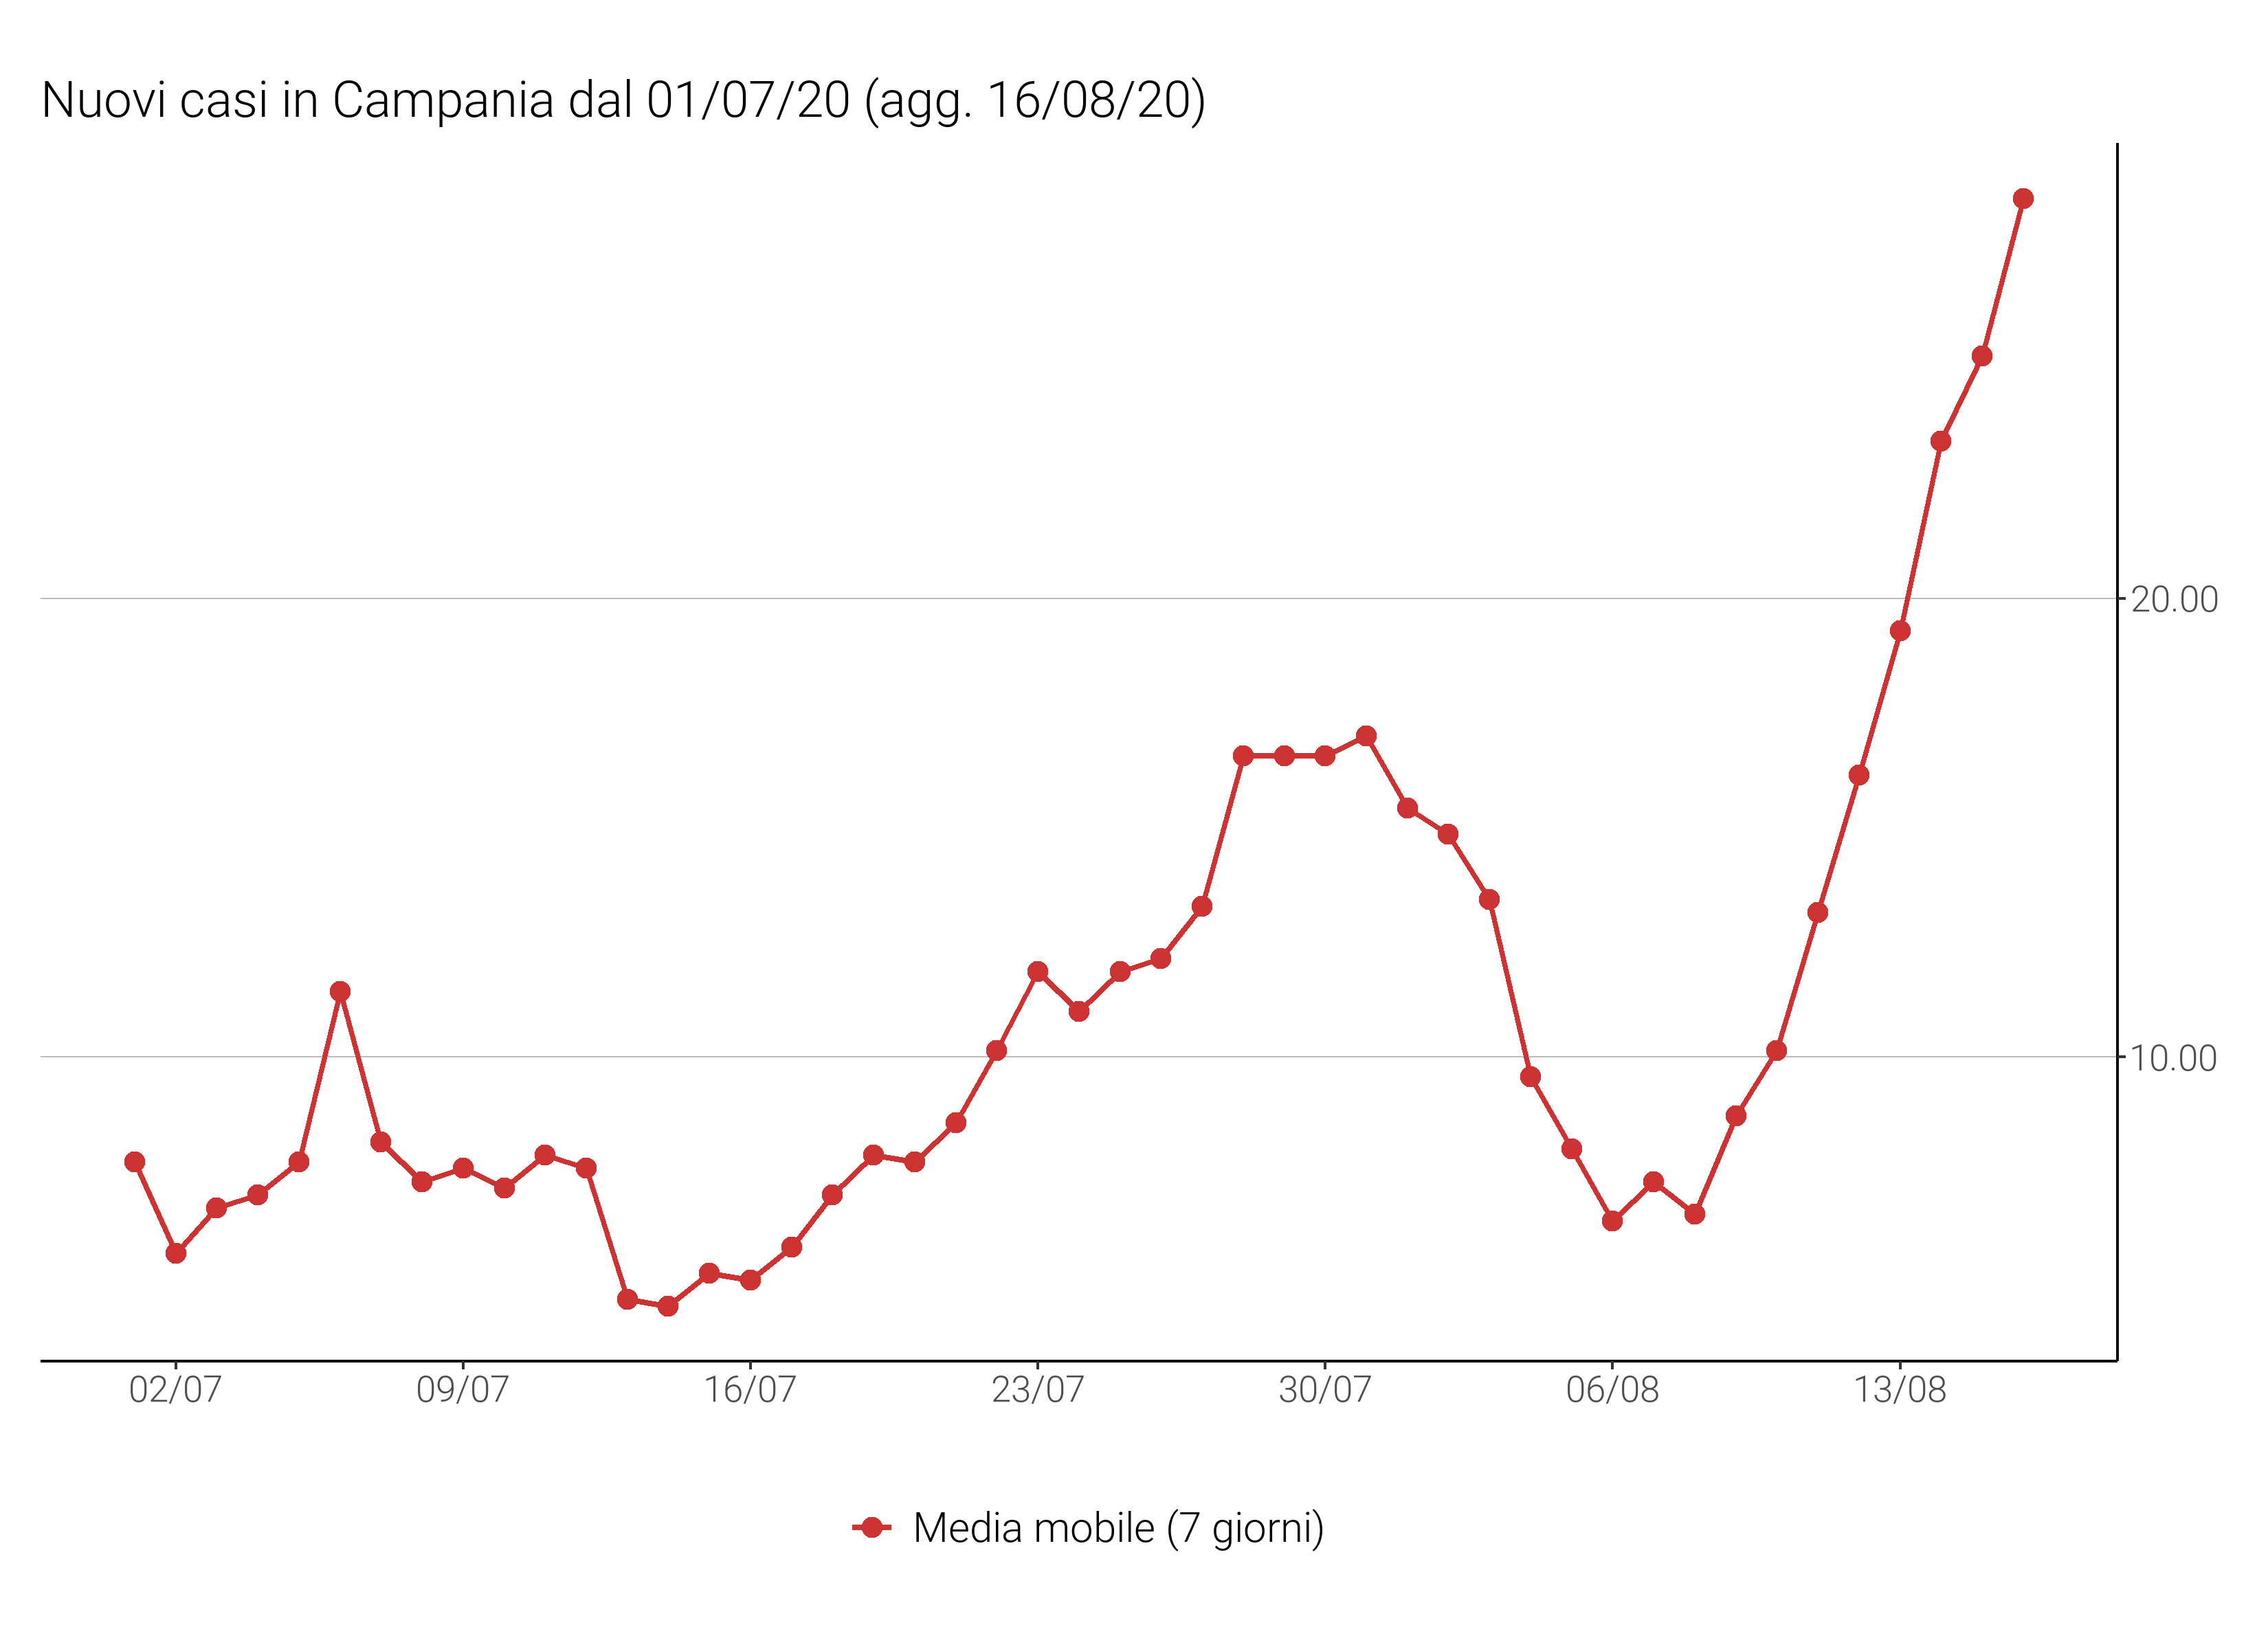 Nuovi casi in Campania dal 01/07/20 (agg. 16/08/20)
20.00
10.00
02/07 09/07 16/07 23/07 30/07 06/08 13/08
Media mobile (7 giorni)